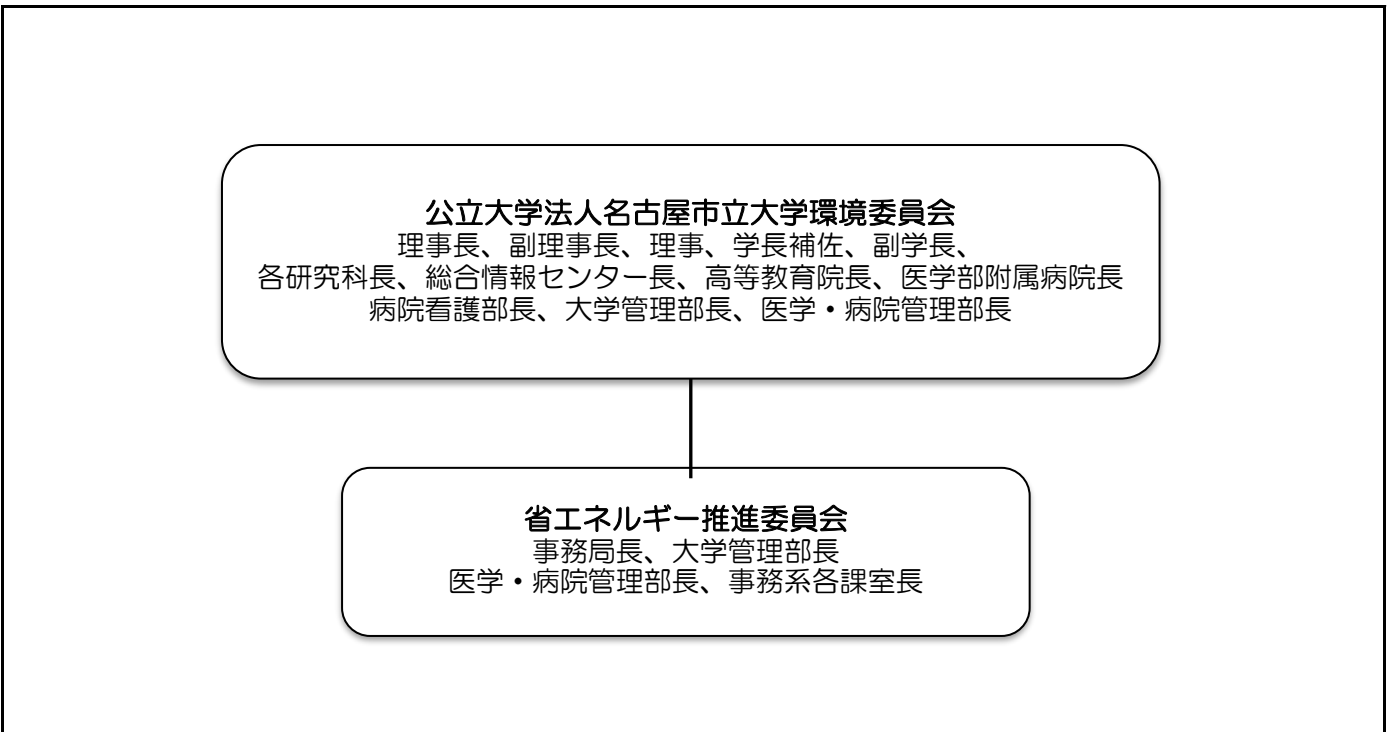 公立大学法人名古屋市立大学環境委員会
理事長、副理事長、理事、学長補佐、副学長、
各研究科長、総合情報センター長、高等教育院長、医学部附属病院長
病院看護部長、大学管理部長、医学・病院管理部長
省エネルギー推進委員会
事務局長、大学管理部長
医学・病院管理部長、事務系各課室長